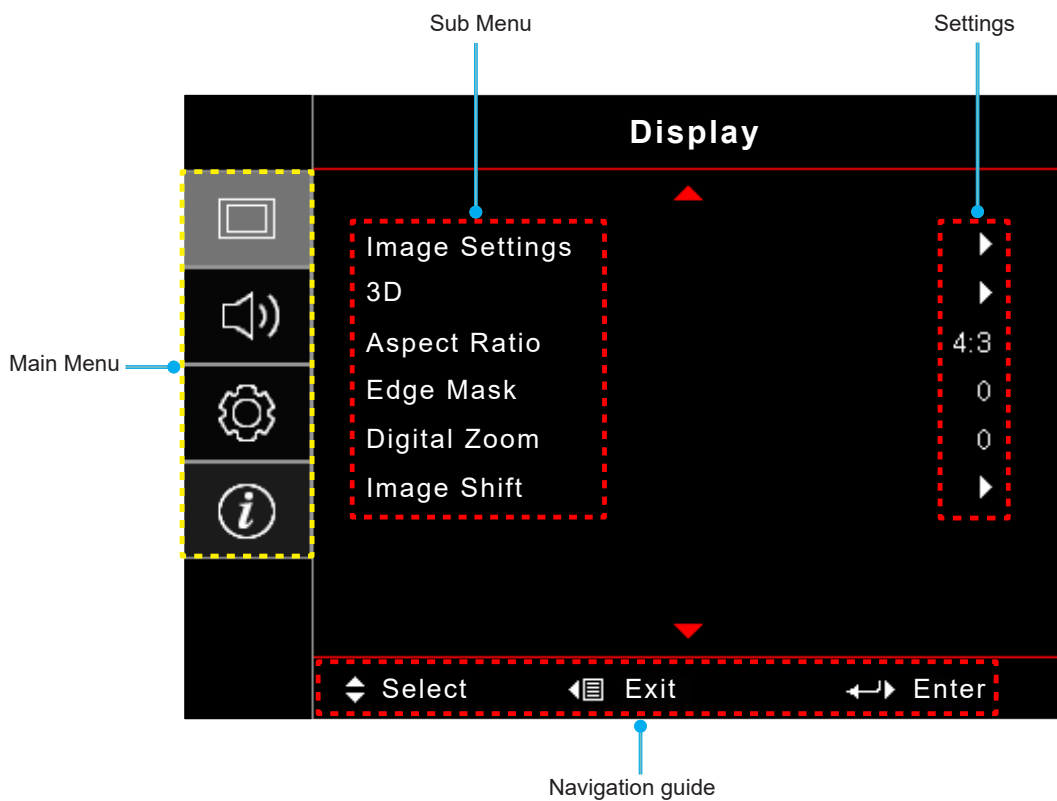 Sub Menu
Settings
Display
Image Settings
3D
Aspect Ratio 4:3
Main Menu
Edge Mask 0
Digital Zoom 0
Image Shift
i
Select Exit Enter
Navigation guide